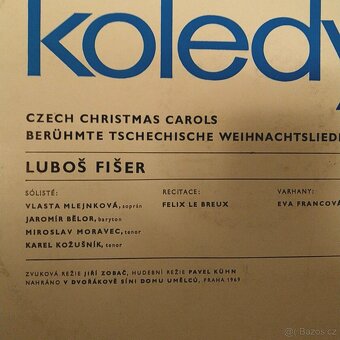 koledy
CZECH CHRISTMAS CAROLS
BERÜHMTE TSCHECHISCHE WEIHNACHTSLIEDE
LUBOŠ FIŠER
SÓLISTÉ: RECITACE: VARHANY:
VLASTA MLEJNKOVÁ, soprán FELIX LE BREUX EVA FRANCOVÁ
JAROMÍR BĚLOR, baryton
MIROSLAV MORAVEC, tenor
KAREL KOŽUŠNÍK, tenor
ZVUKOVÁ REŽIE JIŘÍ ZOBAČ, HUDEBNÍ REŽIE PAVEL KÜHN
NAHRÁNO V DVOŘÁKOVĚ SÍNI DOMU UMĚLCŮ, PRAHA 1969
Bazos.cz